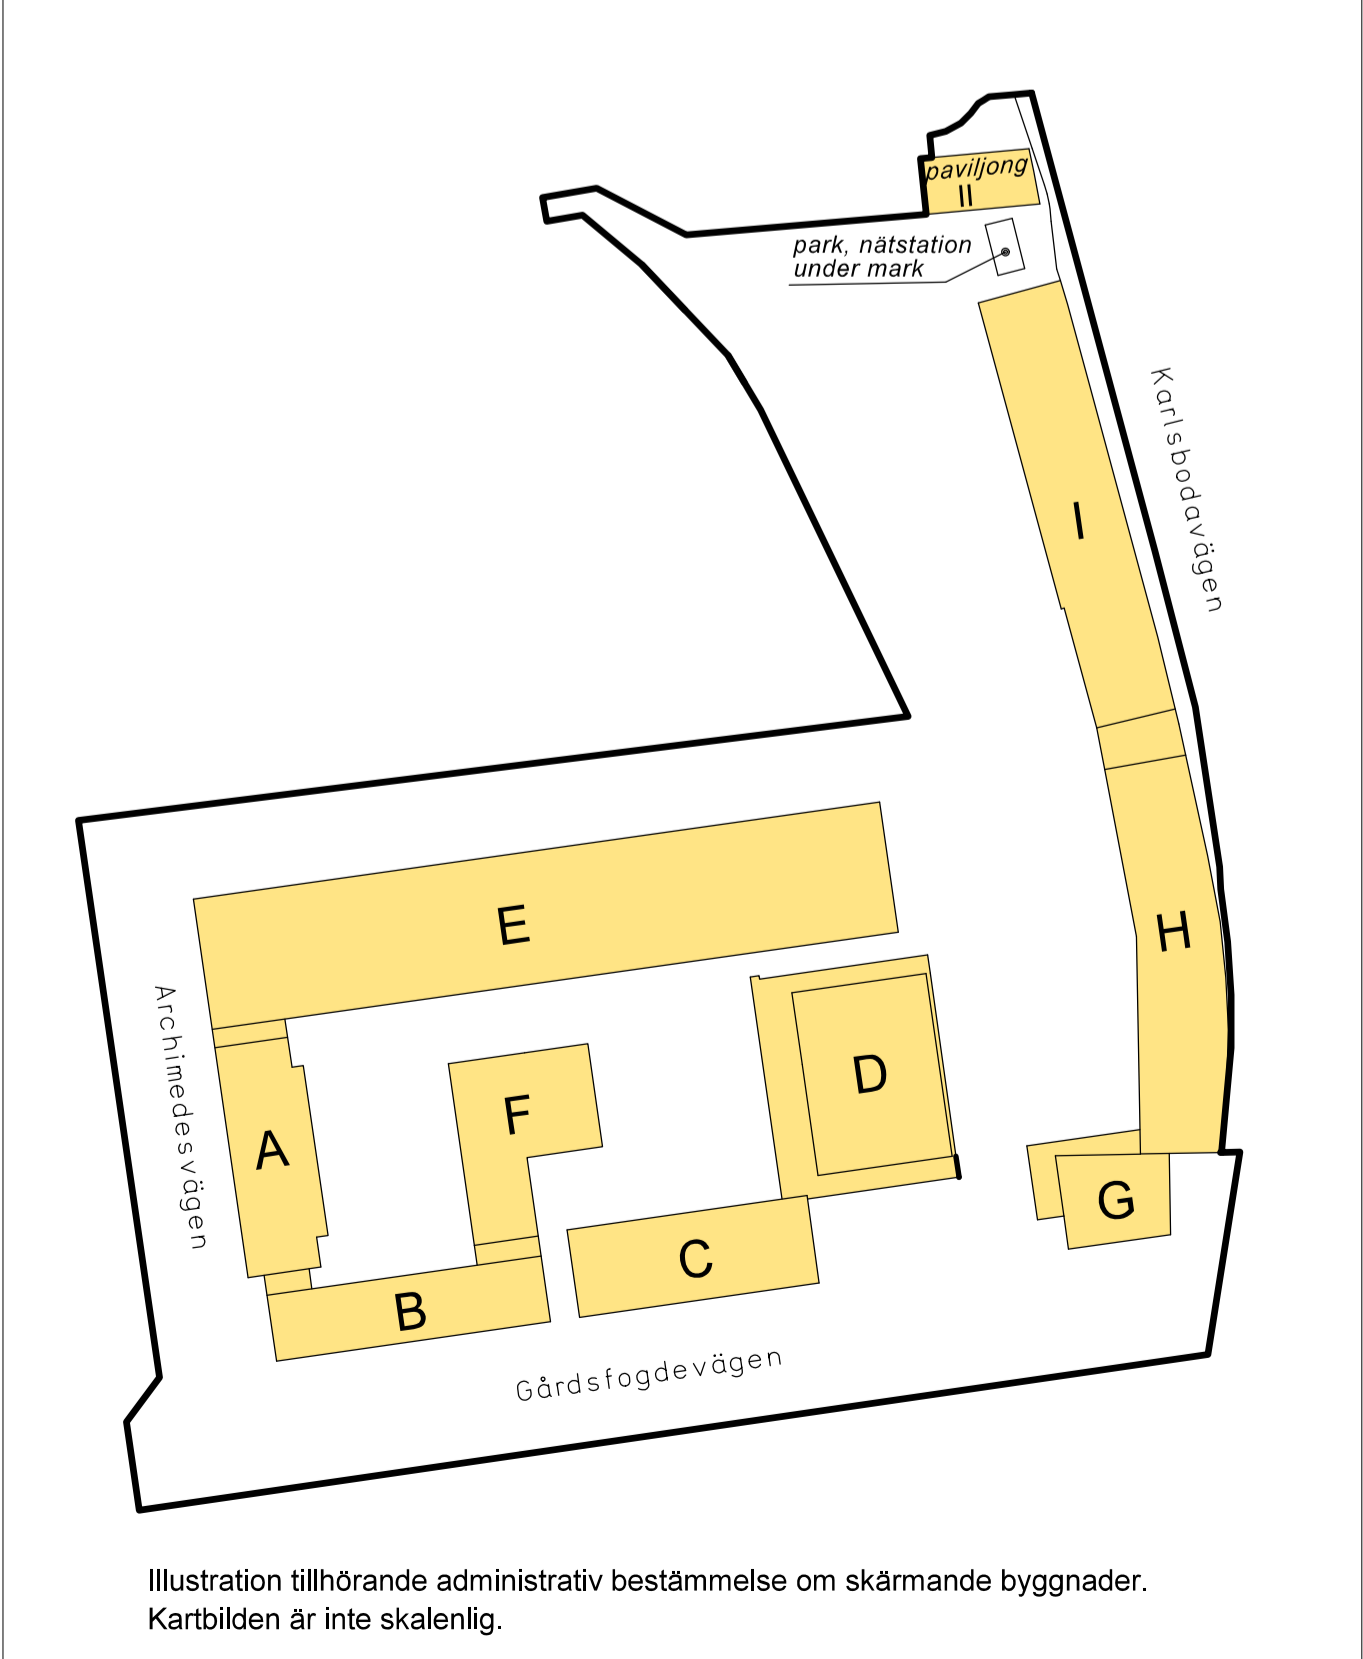 paviljong
II
park, nätstation
under mark
Karlsbodavägen
I
H
E
D
F
A
G
C
B
Archimedesvägen
Gårdsfogdevägen
Illustration tillhörande administrativ bestämmelse om skärmande byggnader.
Kartbilden är inte skalenlig.